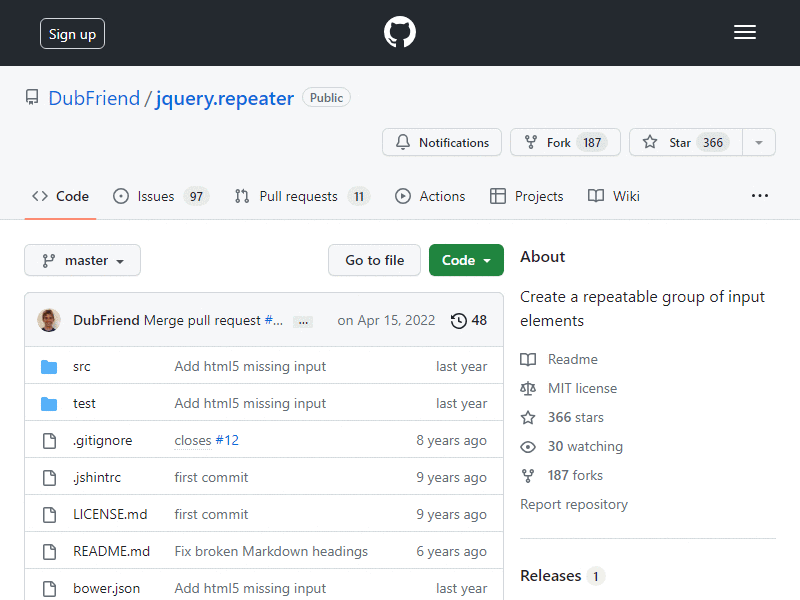 Sign up
DubFriend / jquery.repeater Public
Notifications Fork 187 Star 366
Code Issues 97 Pull requests 11 Actions Projects Wiki ...
master Go to file Code
DubFriend Merge pull request #... ... on Apr 15, 2022 48
src Add html5 missing input last year
test Add html5 missing input last year
.gitignore closes #12 8 years ago
.jshintrc first commit 9 years ago
LICENSE.md first commit 9 years ago
README.md Fix broken Markdown headings 6 years ago
bower.json Add html5 missing input last year
About
Create a repeatable group of input
elements
Readme
MIT license
366 stars
30 watching
187 forks
Report repository
Releases 1